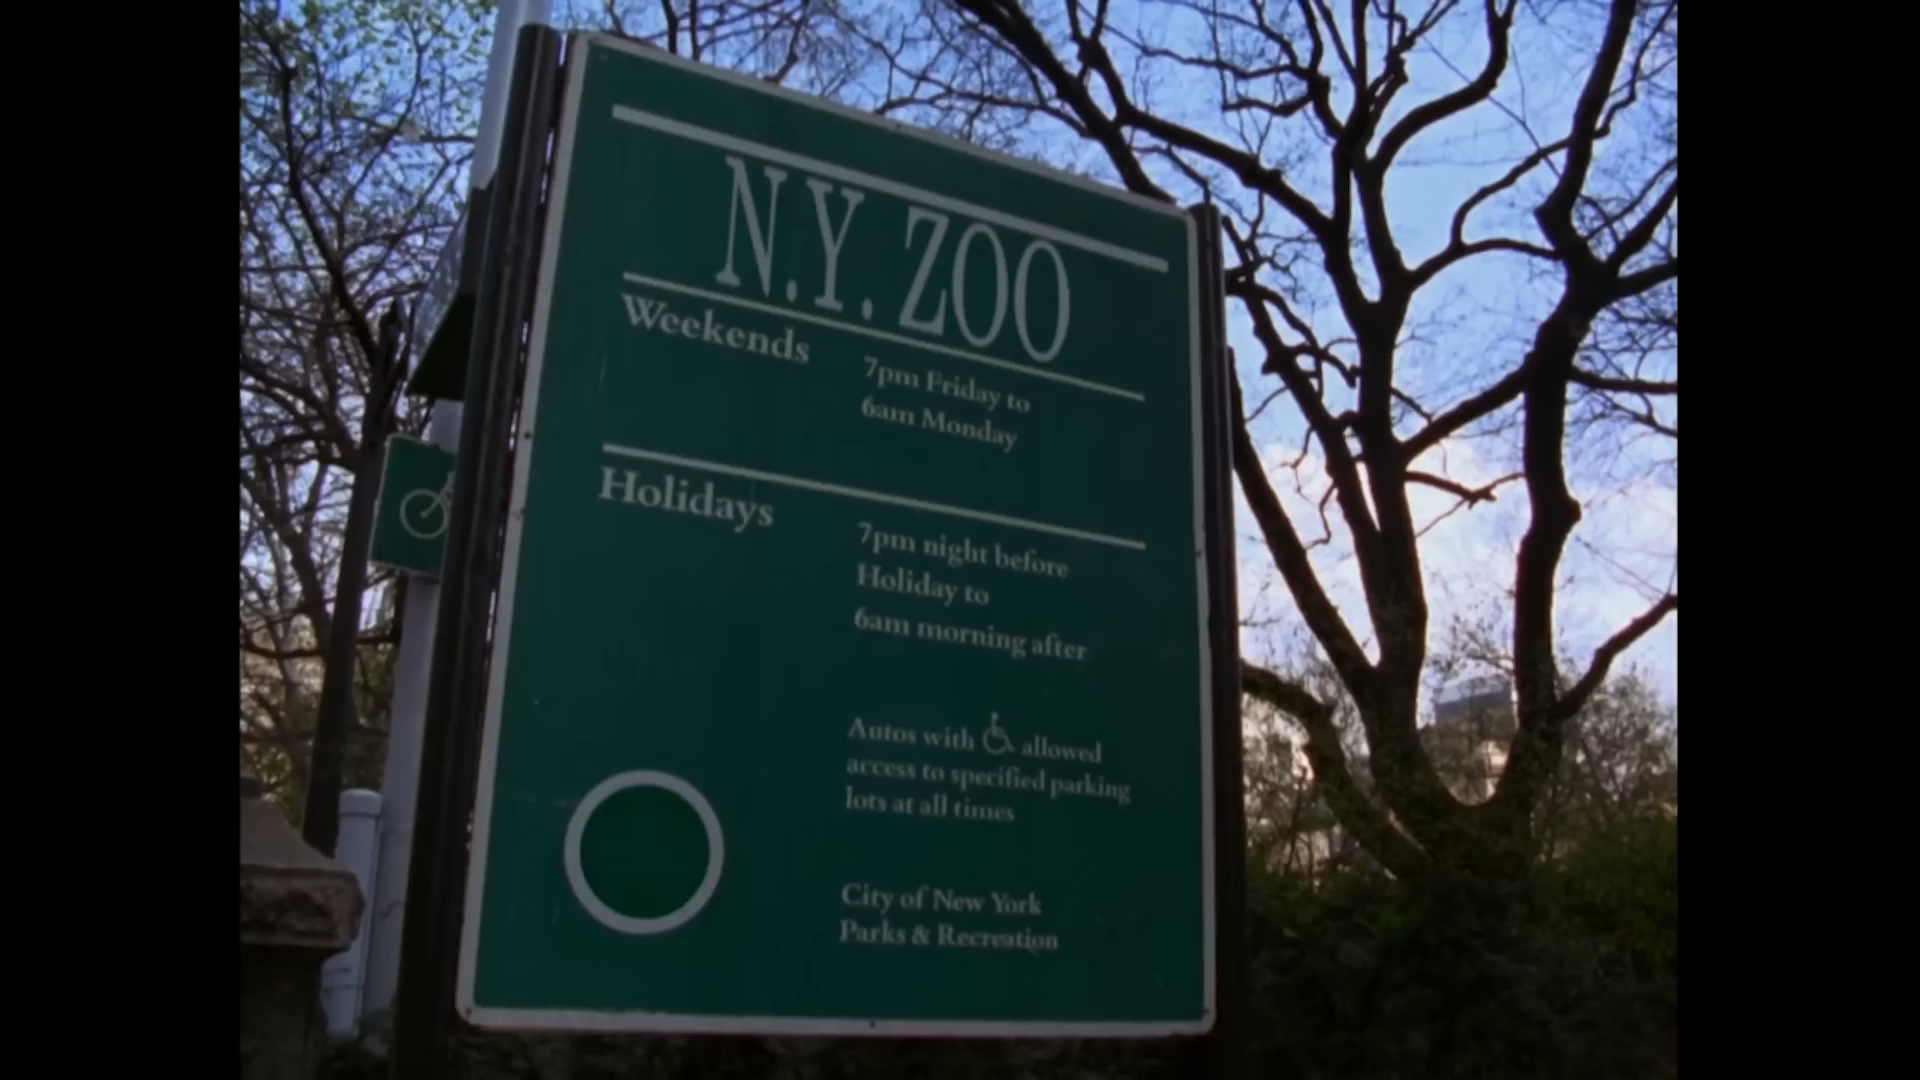 N.Y. ZOO
Weekends
7pm Friday to
6am Monday
Holidays
7pm night before
Holiday to
6am morning after
Autos with allowed
access to specified parking
lots at all times
City of New York
Parks & Recreation